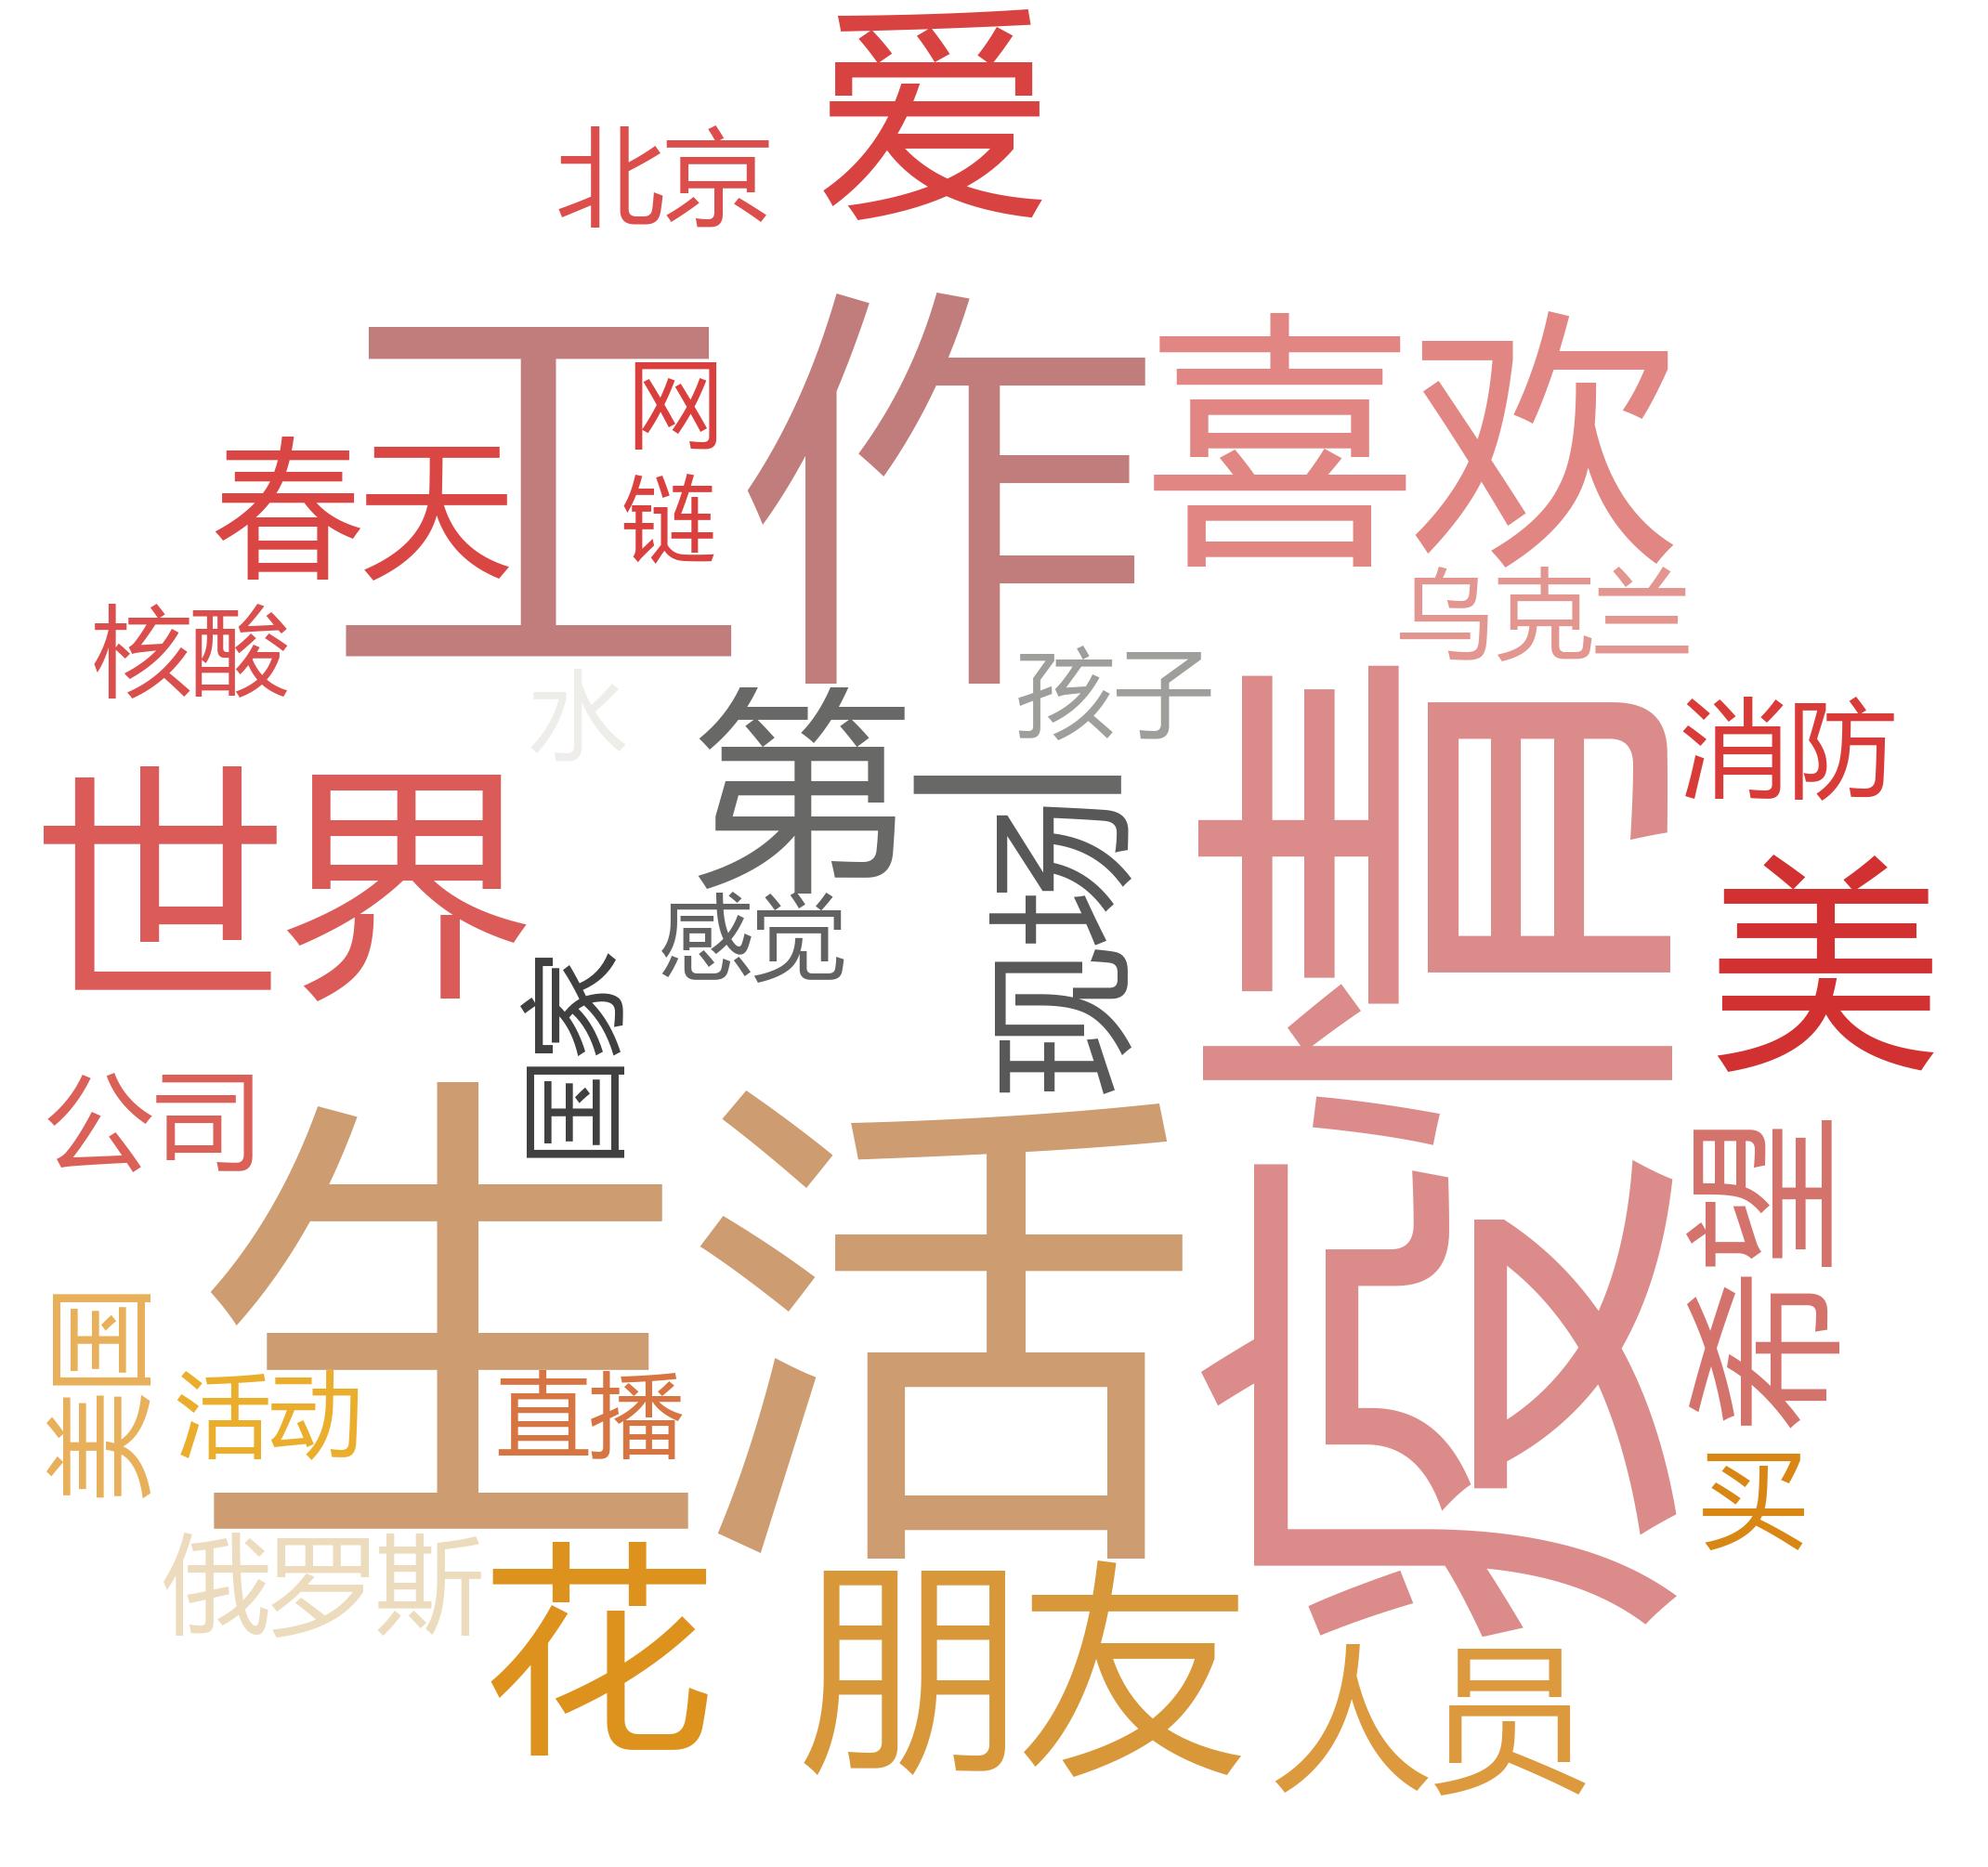 爱
北京
工作
喜欢
网链
春天
乌克兰
核酸
水
孩子
第一
疫情
消防
世界
美
感觉
现场
国家
公司
生活
希望
美国
活动
直播
买
俄罗斯
花
朋友
人员